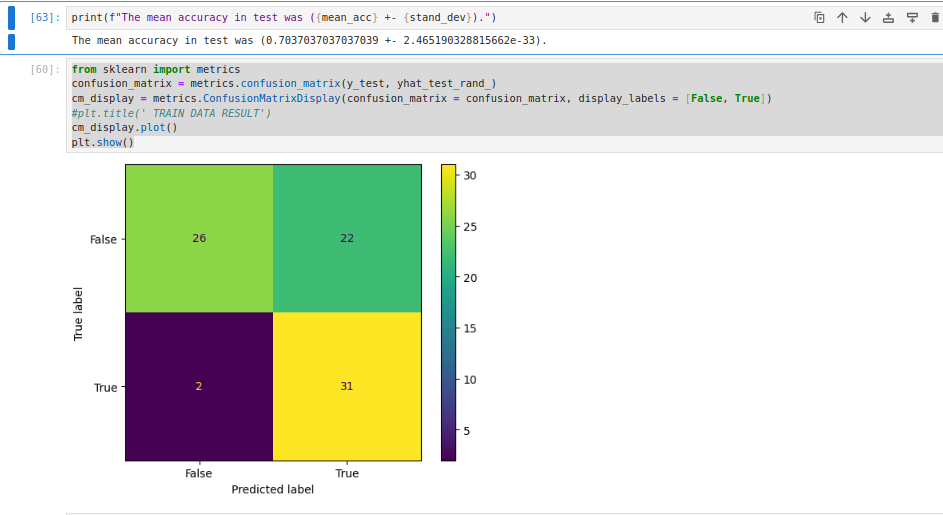 [63]: print(f"The mean accuracy in test was ({mean_acc} +- {stand_dev}).")
The mean accuracy in test was (0.7037037037037039 +- 2.465190328815662e-33).
[60]: from sklearn import metrics
confusion_matrix = metrics.confusion_matrix(y_test, yhat_test_rand_)
cm_display = metrics.ConfusionMatrixDisplay(confusion_matrix = confusion_matrix, display_labels = [False, True])
#plt.title(' TRAIN DATA RESULT')
cm_display.plot()
plt.show()
False
26
22
True
2
31
True label
False
True
Predicted label
30
25
20
15
10
5